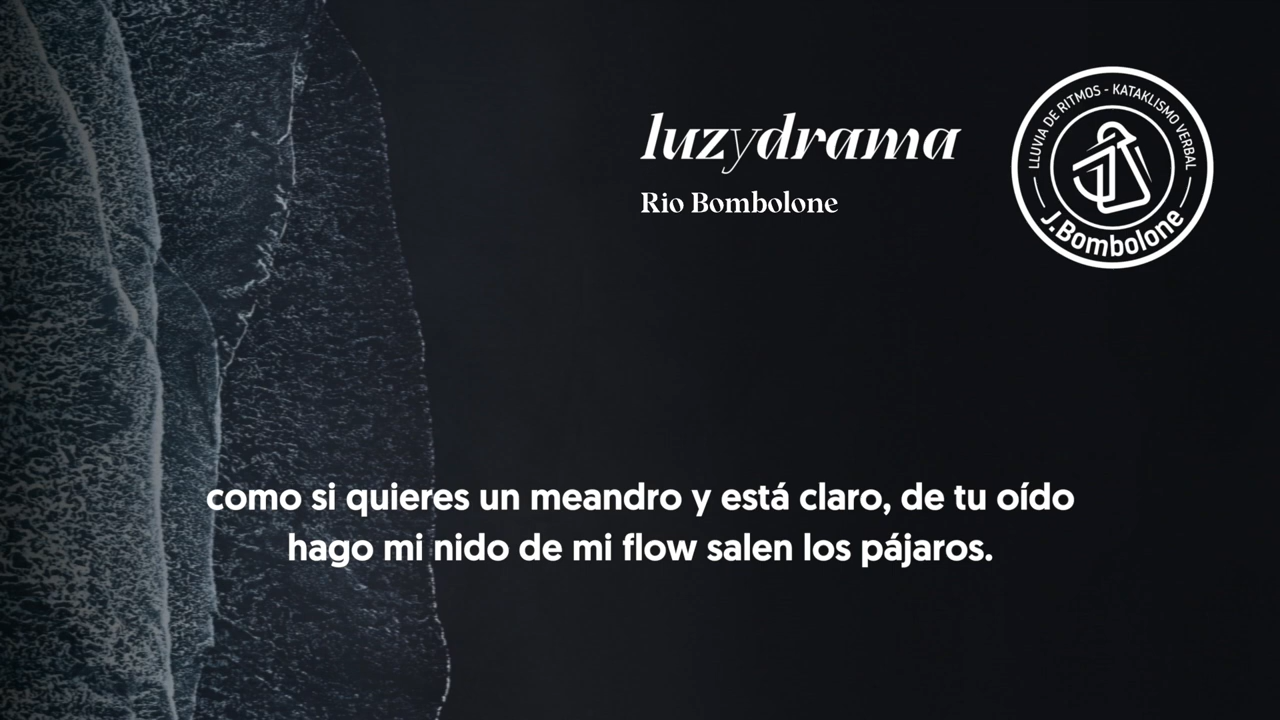 luzydrama
Rio Bombolone
LLUVIA DE RITMOS - KATAKLISMO VERBAL
J.Bombolone
como si quieres un meandro y está claro, de tu oído
hago mi nido de mi flow salen los pájaros.